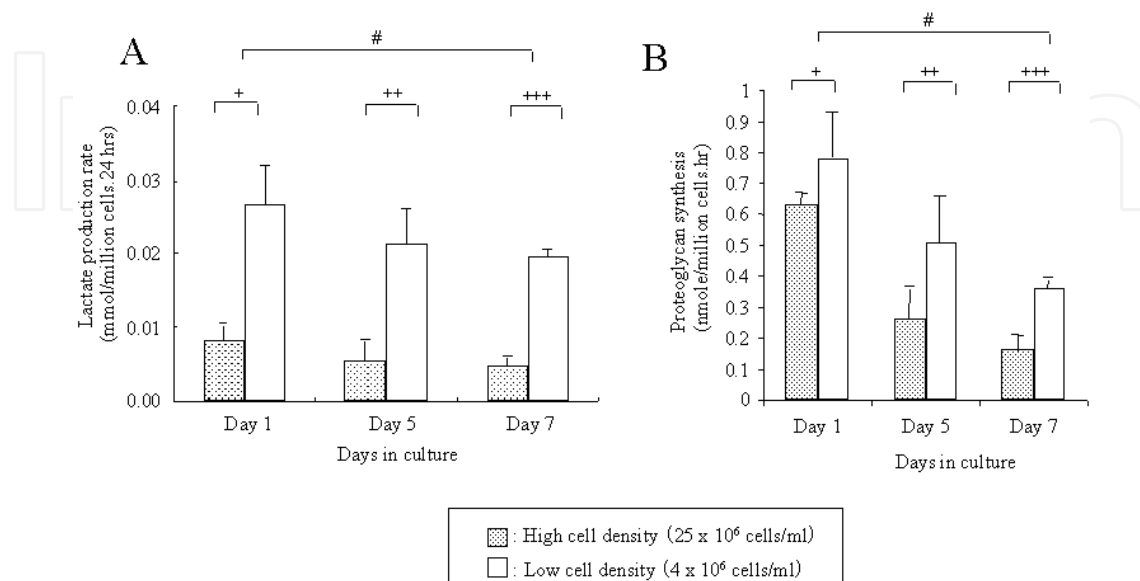 #
A
+
++
+++
0.04
0.03
0.02
0.01
0.00
Lactate production rate
(mmol/million cells.24 hrs)
Day 1
Day 5
Day 7
Days in culture
#
B
+
++
+++
1
0.9
0.8
0.7
0.6
0.5
0.4
0.3
0.2
0.1
0
Proteoglycan synthesis
(nmole/million cells.hr)
Day 1
Day 5
Day 7
Days in culture
: High cell density (25 x 10⁶ cells/ml)
: Low cell density (4 x 10⁶ cells/ml)